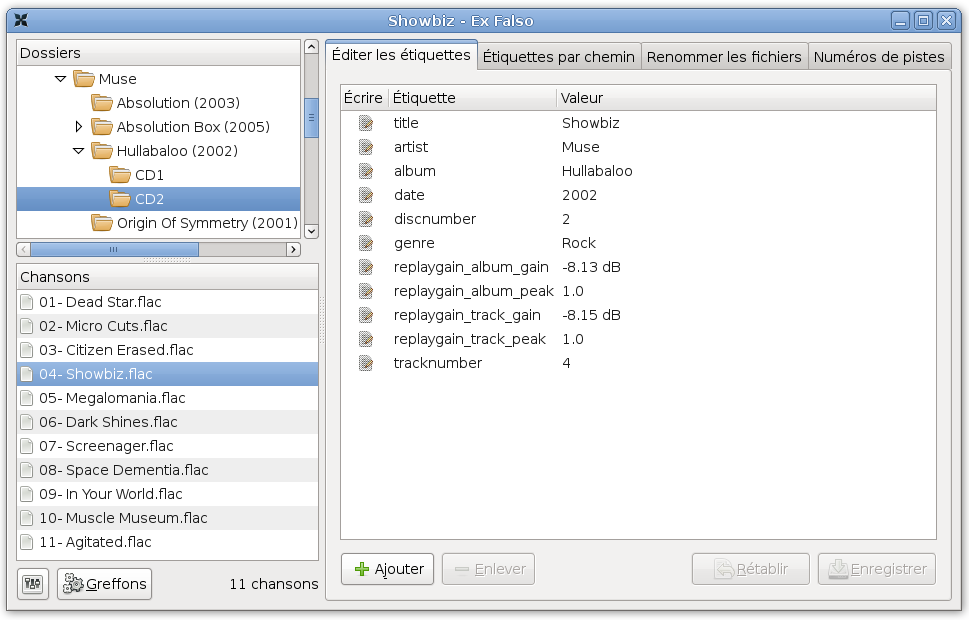 Showbiz - Ex Falso
Dossiers
Muse
Absolution (2003)
Absolution Box (2005)
Hullabaloo (2002)
CD1
CD2
Origin Of Symmetry (2001)
Chansons
01- Dead Star.flac
02- Micro Cuts.flac
03- Citizen Erased.flac
04- Showbiz.flac
05- Megalomania.flac
06- Dark Shines.flac
07- Screenager.flac
08- Space Dementia.flac
09- In Your World.flac
10- Muscle Museum.flac
11- Agitated.flac
Greffons
11 chansons
Éditer les étiquettes
Étiquettes par chemin
Renommer les fichiers
Numéros de pistes
Écrire Étiquette Valeur
title Showbiz
artist Muse
album Hullabaloo
date 2002
discnumber 2
genre Rock
replaygain_album_gain -8.13 dB
replaygain_album_peak 1.0
replaygain_track_gain -8.15 dB
replaygain_track_peak 1.0
tracknumber 4
Ajouter
Enlever
Rétablir
Enregistrer